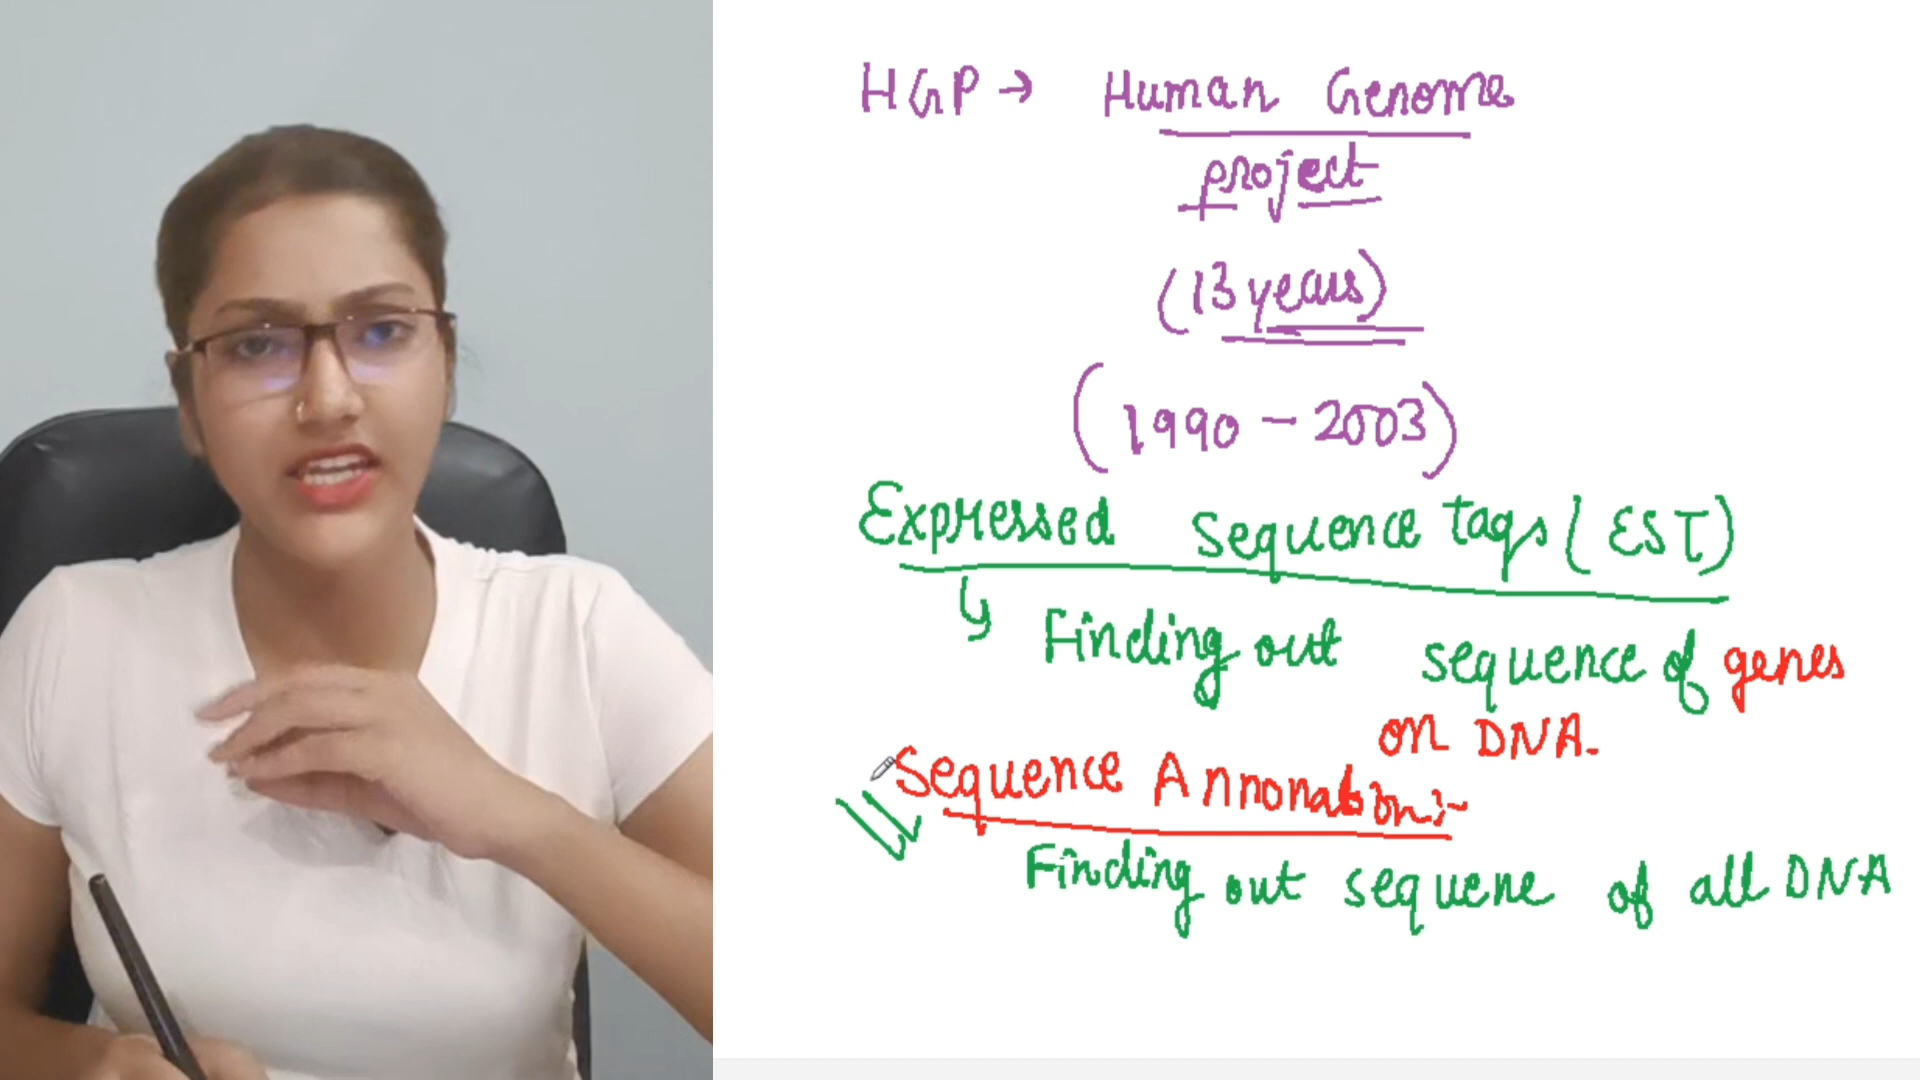 HGP → Human Genome
project
(13 years)
(1990 - 2003)
Expressed Sequence tags (EST)
Finding out sequence of genes
on DNA.
Sequence Annonation:-
Finding out sequene of all DNA